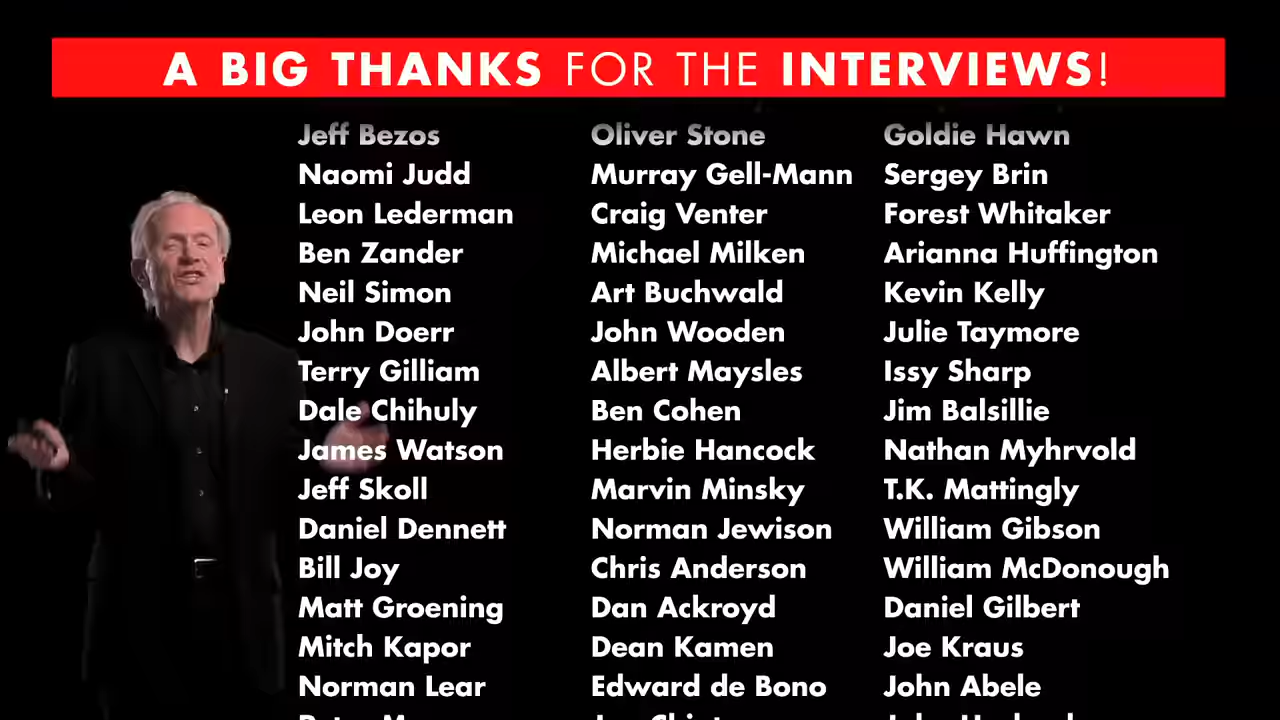 A BIG THANKS FOR THE INTERVIEWS!
Jeff Bezos Oliver Stone Goldie Hawn
Naomi Judd Murray Gell-Mann Sergey Brin
Leon Lederman Craig Venter Forest Whitaker
Ben Zander Michael Milken Arianna Huffington
Neil Simon Art Buchwald Kevin Kelly
John Doerr John Wooden Julie Taymore
Terry Gilliam Albert Maysles Issy Sharp
Dale Chihuly Ben Cohen Jim Balsillie
James Watson Herbie Hancock Nathan Myhrvold
Jeff Skoll Marvin Minsky T.K. Mattingly
Daniel Dennett Norman Jewison William Gibson
Bill Joy Chris Anderson William McDonough
Matt Groening Dan Ackroyd Daniel Gilbert
Mitch Kapor Dean Kamen Joe Kraus
Norman Lear Edward de Bono John Abele